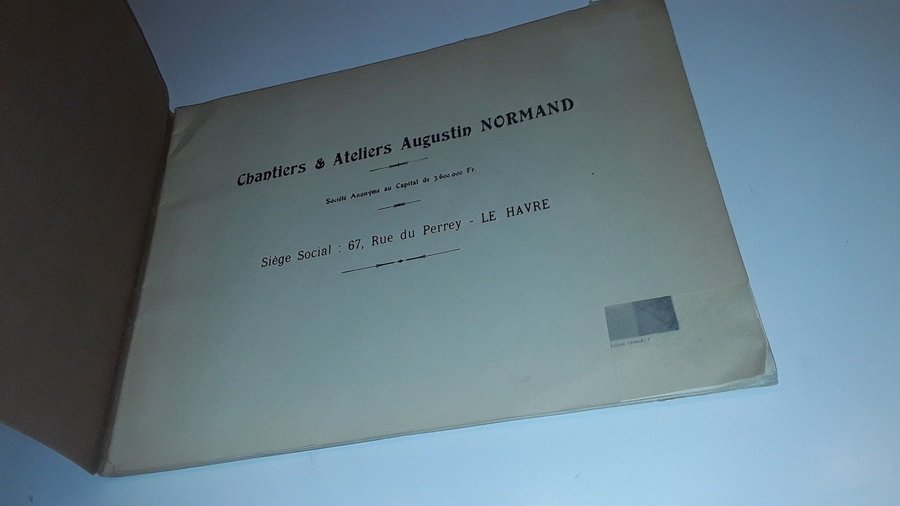 Chantiers & Ateliers Augustin NORMAND
Société Anonyme au Capital de 3.600.000 Fr.
Siège Social : 67, Rue du Perrey - LE HAVRE